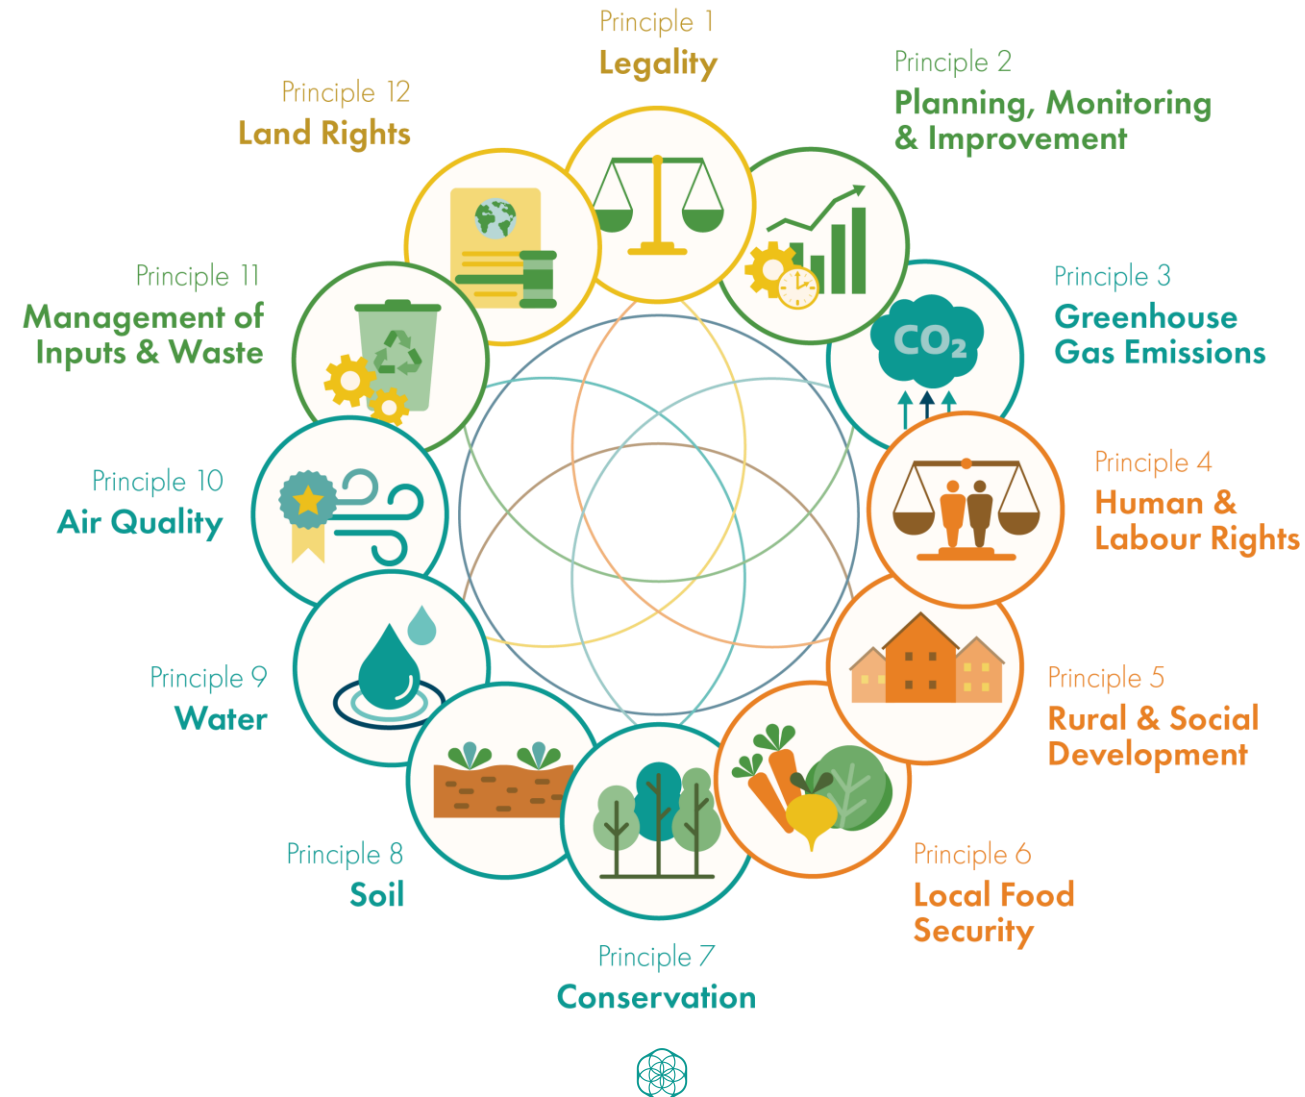 Principle 1
Legality
Principle 2
Planning, Monitoring
& Improvement
Principle 3
Greenhouse
Gas Emissions
CO₂
Principle 4
Human &
Labour Rights
Principle 5
Rural & Social
Development
Principle 6
Local Food
Security
Principle 7
Conservation
Principle 8
Soil
Principle 9
Water
Principle 10
Air Quality
Principle 11
Management of
Inputs & Waste
Principle 12
Land Rights